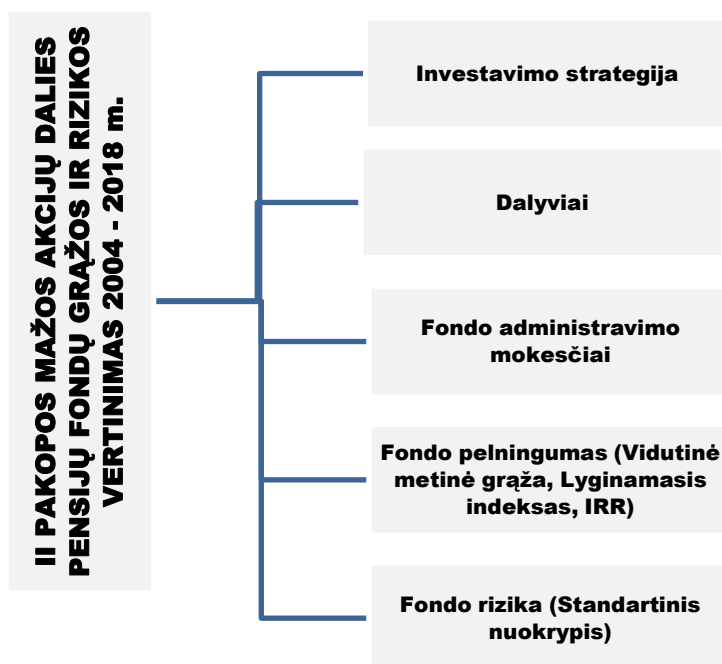 II PAKOPOS MAŽOS AKCIJŲ DALIES
PENSIJŲ FONDŲ GRĄŽOS IR RIZIKOS
VERTINIMAS 2004 - 2018 m.
Investavimo strategija
Dalyviai
Fondo administravimo
mokesčiai
Fondo pelningumas (Vidutinė
metinė grąža, Lyginamasis
indeksas, IRR)
Fondo rizika (Standartinis
nuokrypis)